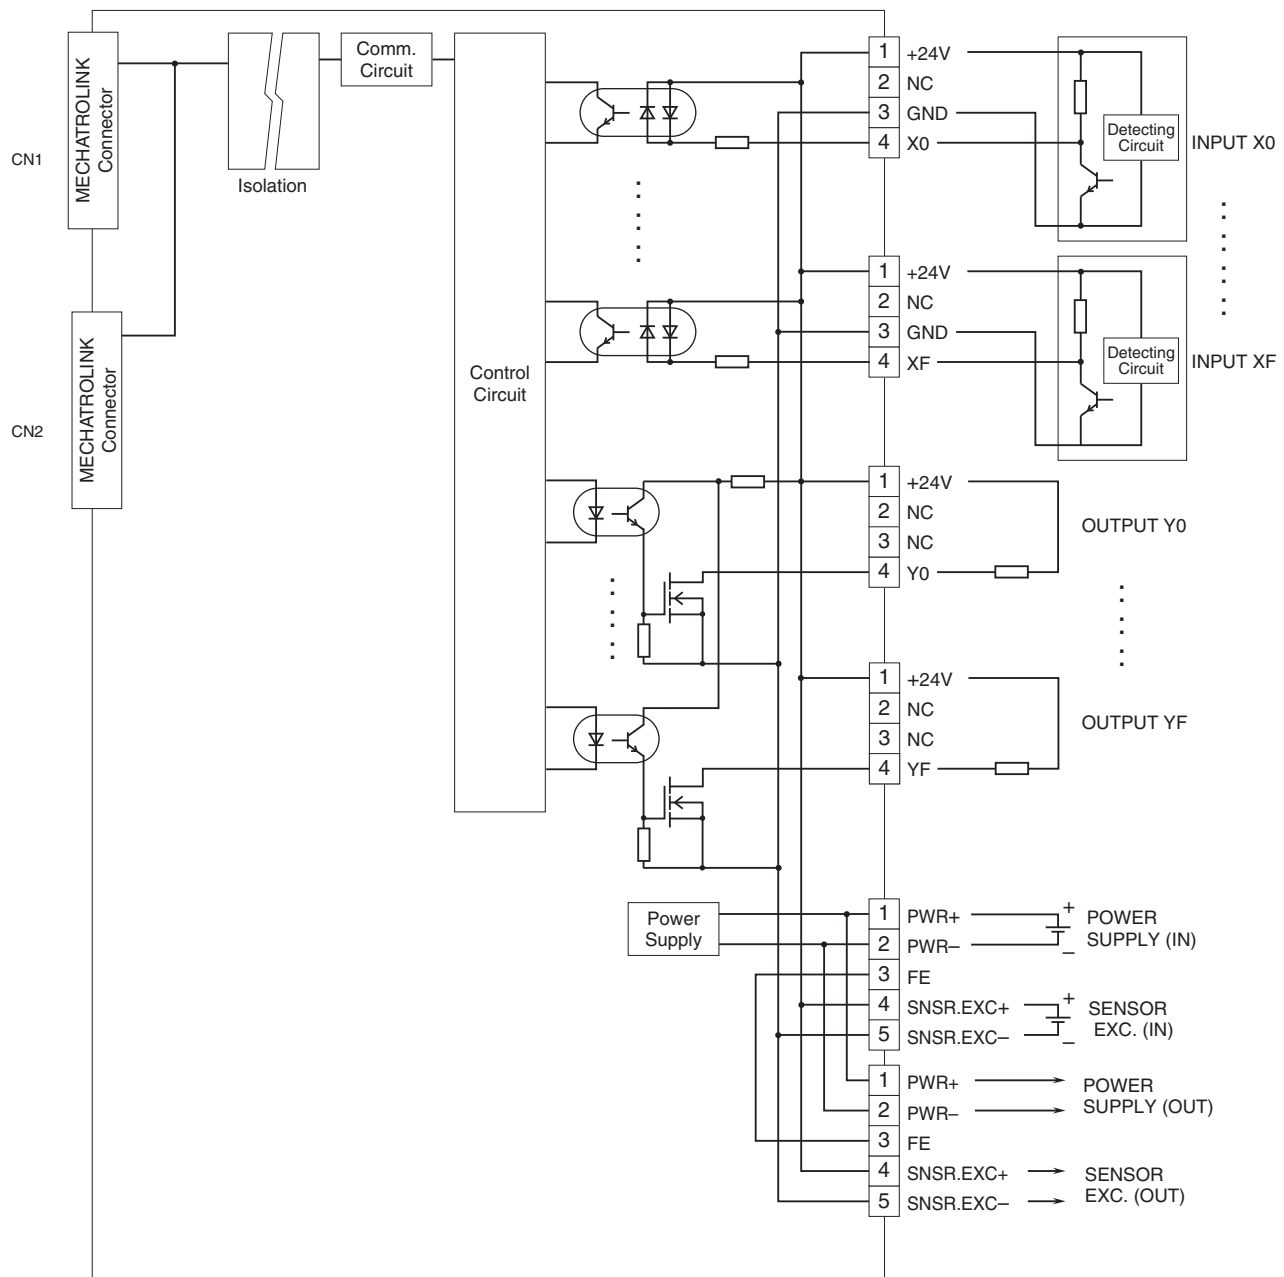 CN1
MECHATROLINK
Connector
Isolation
Comm.
Circuit
Control
Circuit
CN2
MECHATROLINK
Connector
1 +24V
2 NC
3 GND
4 X0
Detecting
Circuit
INPUT X0
1 +24V
2 NC
3 GND
4 XF
Detecting
Circuit
INPUT XF
1 +24V
2 NC
3 NC
4 Y0
OUTPUT Y0
1 +24V
2 NC
3 NC
4 YF
OUTPUT YF
Power
Supply
1 PWR+
2 PWR–
3 FE
4 SNSR.EXC+
5 SNSR.EXC–
+
–
POWER
SUPPLY (IN)
+
–
SENSOR
EXC. (IN)
1 PWR+
2 PWR–
3 FE
4 SNSR.EXC+
5 SNSR.EXC–
POWER
SUPPLY (OUT)
SENSOR
EXC. (OUT)